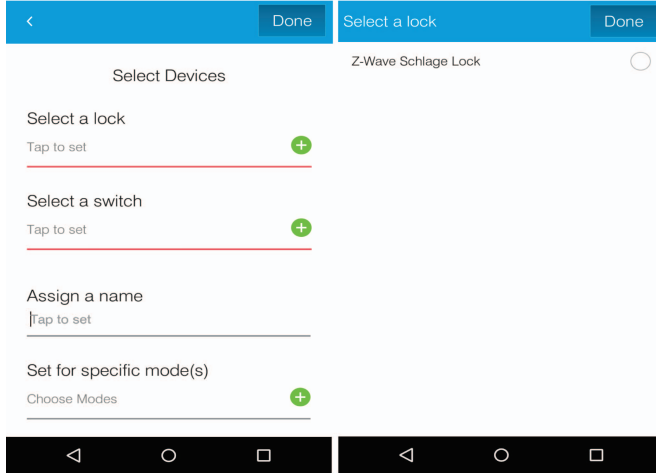 Done
Select Devices
Select a lock
Tap to set
Select a switch
Tap to set
Assign a name
Tap to set
Set for specific mode(s)
Choose Modes
Select a lock
Done
Z-Wave Schlage Lock